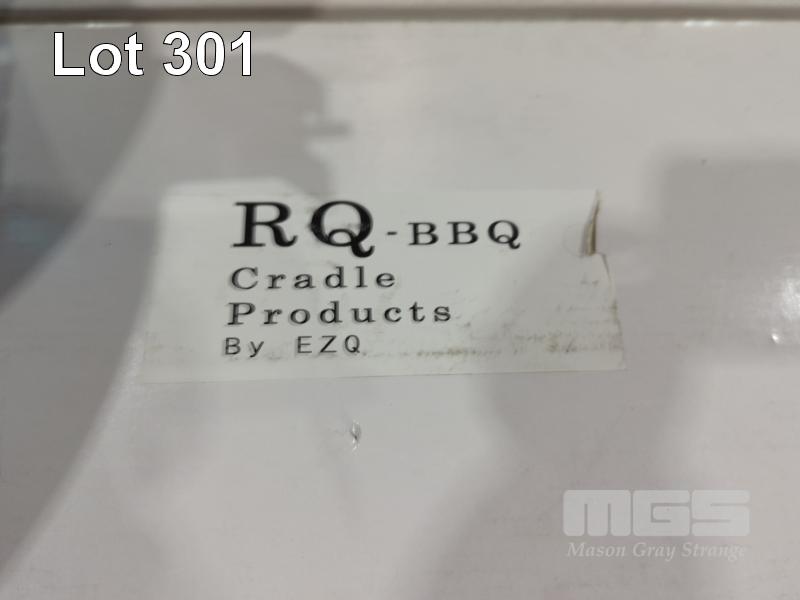 Lot 301
RQ-BBQ
Cradle
Products
By EZQ
MGS
Mason Gray Strange